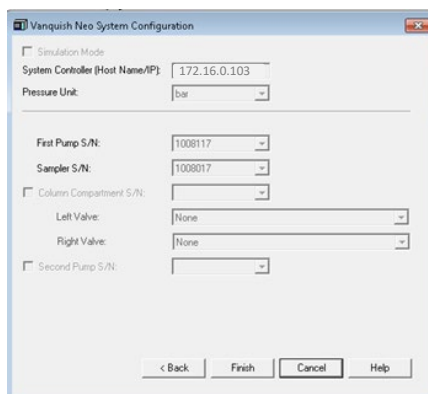 Vanquish Neo System Configuration
Simulation Mode
System Controller (Host Name/IP): 172.16.0.103
Pressure Unit: bar
First Pump S/N: 1008117
Sampler S/N: 1008017
Column Compartment S/N:
Left Valve: None
Right Valve: None
Second Pump S/N:
< Back Finish Cancel Help